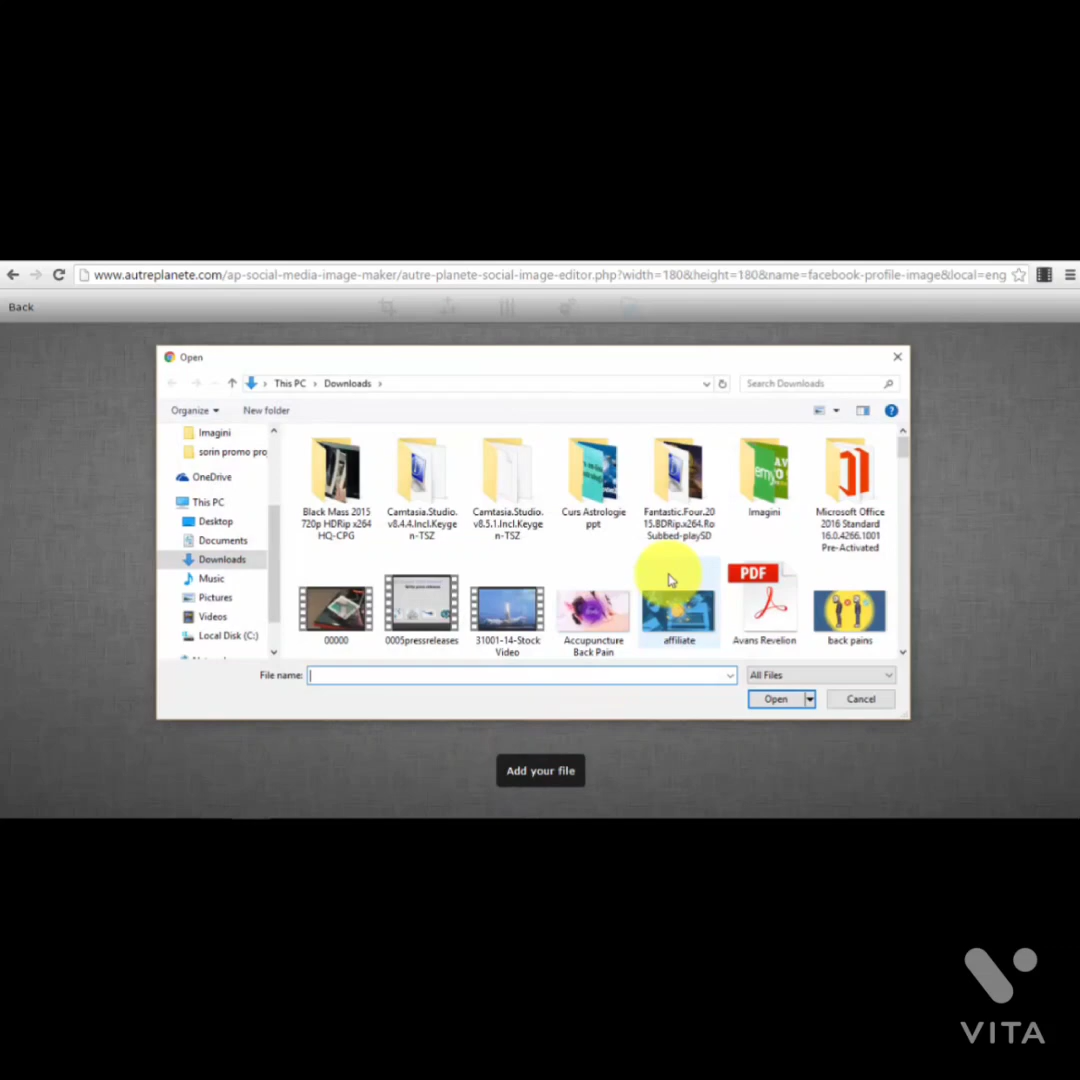 www.autreplanete.com/ap-social-media-image-maker/autre-planete-social-image-editor.php?width=180&height=180&name=facebook-profile-image&local=eng
Back
Open
This PC › Downloads ›
Search Downloads
Organize
New folder
Imagini
sorin promo proj
OneDrive
This PC
Desktop
Documents
Downloads
Music
Pictures
Videos
Local Disk (C:)
Black Mass 2015
720p HDRip x264
HQ-CPG
Camtasia.Studio.
v8.4.4.Incl.Keyge
n-TSZ
Camtasia.Studio.
v8.5.1.Incl.Keyge
n-TSZ
Curs Astrologie
ppt
Fantastic.Four.20
15.BDRip.x264.Ro
Subbed-playSD
Imagini
Microsoft Office
2016 Standard
16.0.4266.1001
Pre-Activated
00000
0005pressreleases
31001-14-Stock
Video
Accupuncture
Back Pain
affiliate
PDF
Avans Revelion
back pains
File name:
All Files
Open
Cancel
Add your file
VITA